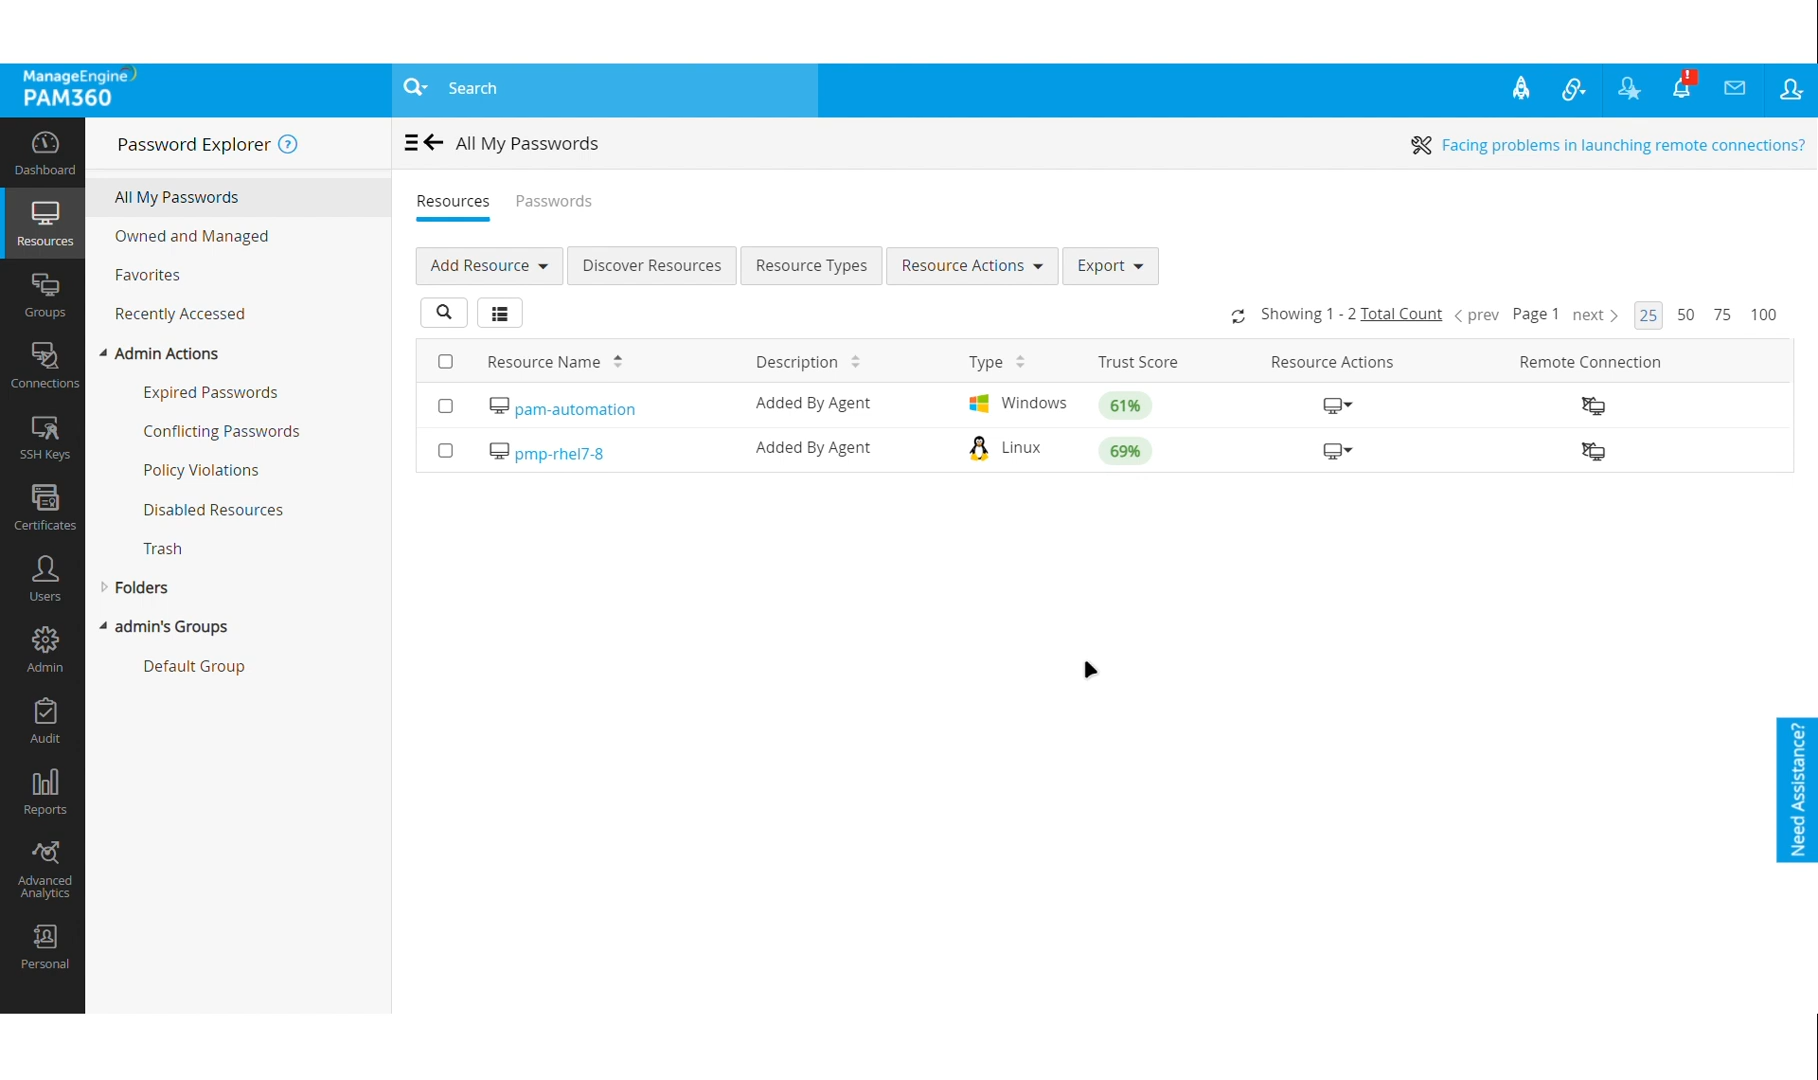 ManageEngine
PAM360
Search
!
Dashboard
Resources
Groups
Connections
SSH Keys
Certificates
Users
Admin
Audit
Reports
Advanced
Analytics
Personal
Password Explorer ?
All My Passwords
Owned and Managed
Favorites
Recently Accessed
Admin Actions
Expired Passwords
Conflicting Passwords
Policy Violations
Disabled Resources
Trash
Folders
admin's Groups
Default Group
All My Passwords
Facing problems in launching remote connections?
Resources Passwords
Add Resource Discover Resources Resource Types Resource Actions Export
Showing 1 - 2 Total Count prev Page 1 next 25 50 75 100
Resource Name Description Type Trust Score Resource Actions Remote Connection
pam-automation Added By Agent Windows 61%
pmp-rhel7-8 Added By Agent Linux 69%
Need Assistance?